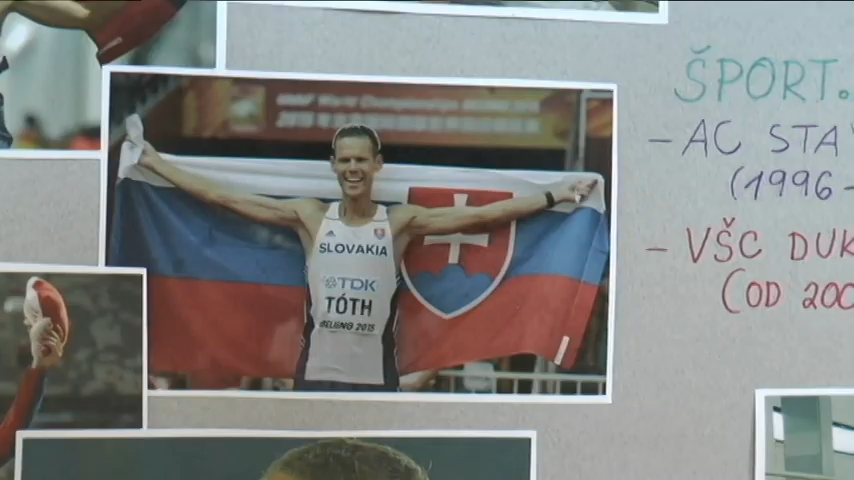 ŠPORT.
- AC STA
(1996-
- VŠC DUK
(OD 200
SLOVAKIA
TDK
TÓTH
BEIJING 2015